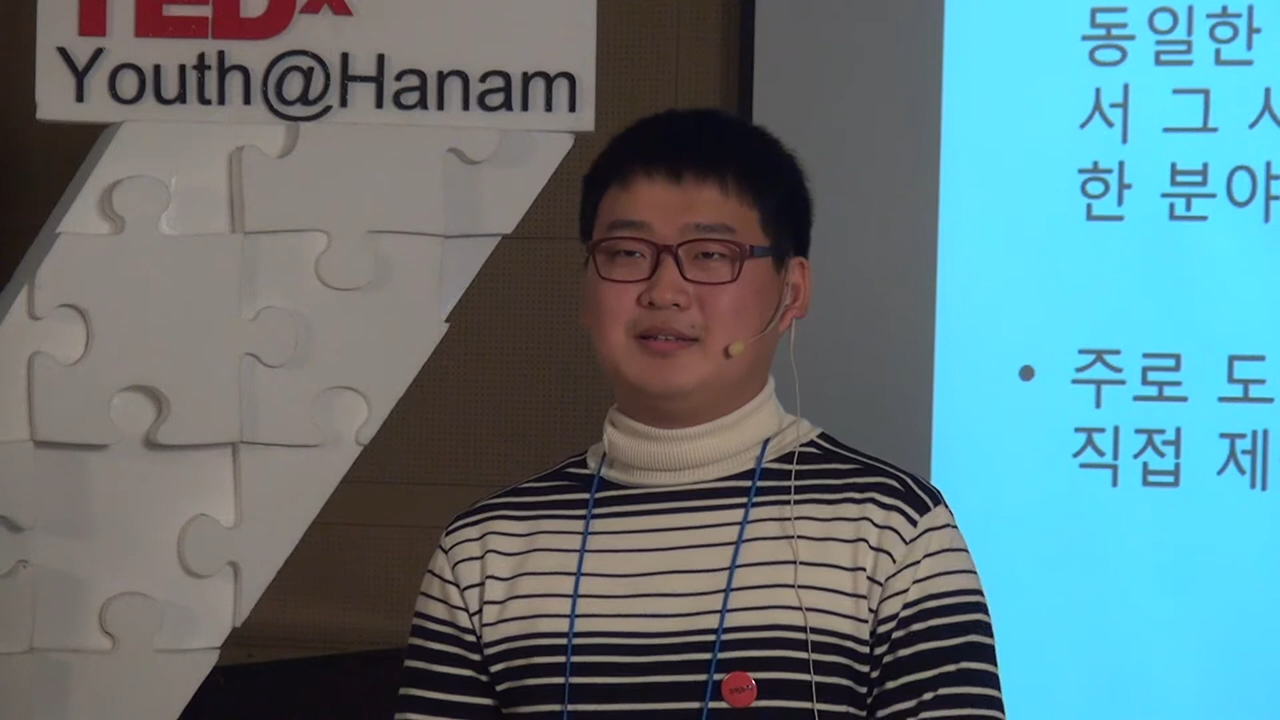 TEDx
Youth@Hanam
동일한
서 그 
한 분야
• 주로 도
직접 제